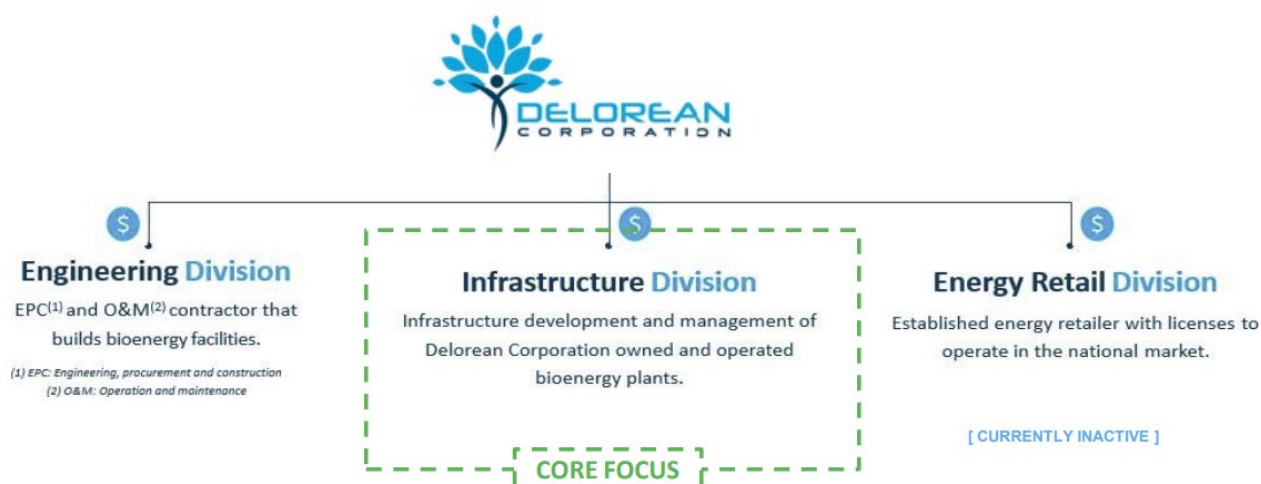 DELOREAN
CORPORATION
$
$
$
Engineering Division
EPC(1) and O&M(2) contractor that
builds bioenergy facilities.
(1) EPC: Engineering, procurement and construction
(2) O&M: Operation and maintenance
Infrastructure Division
Infrastructure development and management of
Delorean Corporation owned and operated
bioenergy plants.
CORE FOCUS
Energy Retail Division
Established energy retailer with licenses to
operate in the national market.
[ CURRENTLY INACTIVE ]